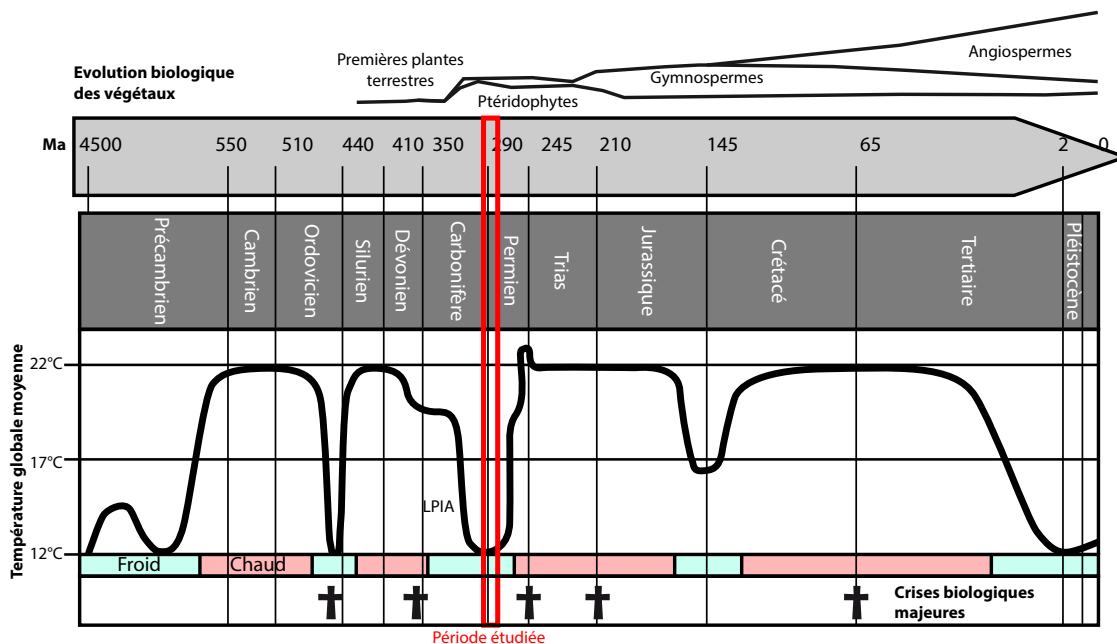 Evolution biologique
des végétaux
Premières plantes
terrestres
Ptéridophytes
Gymnospermes
Angiospermes
Ma 4500 550 510 440 410 350 290 245 210 145 65 2 0
Précambrien
Cambrien
Ordovicien
Silurien
Dévonien
Carbonifère
Permien
Trias
Jurassique
Crétacé
Tertiaire
Pléistocène
Température globale moyenne
22°C
17°C
12°C
LPIA
Froid Chaud
Crises biologiques
majeures
Période étudiée